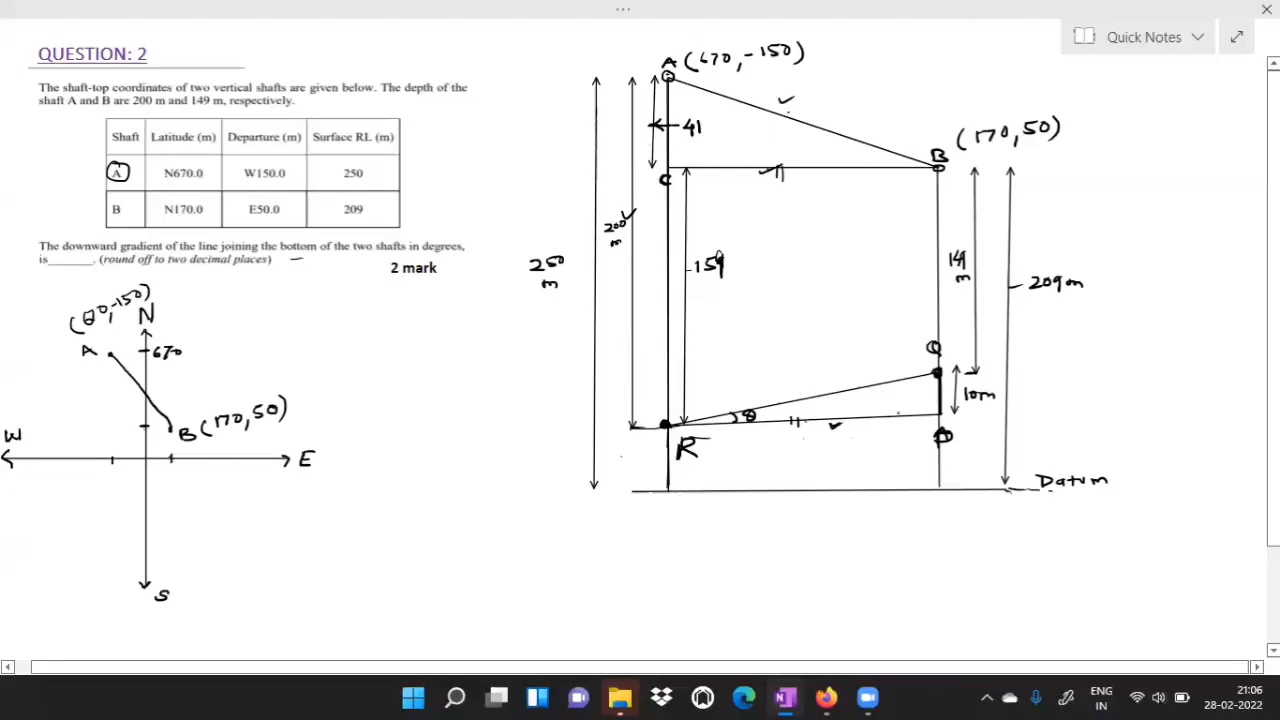 Quick Notes
QUESTION: 2
The shaft-top coordinates of two vertical shafts are given below. The depth of the
shaft A and B are 200 m and 149 m, respectively.
Shaft Latitude (m) Departure (m) Surface RL (m)
A N670.0 W150.0 250
B N170.0 E50.0 209
The downward gradient of the line joining the bottom of the two shafts in degrees,
is_______. (round off to two decimal places)
2 mark
N
A
670
B (170, 50)
W
E
S
A (670, -150)
41
B
(170, 50)
C
200
m
159
250
m
149
m
209m
Q
10m
θ
R
Datum
ENG
IN
21:06
28-02-2022